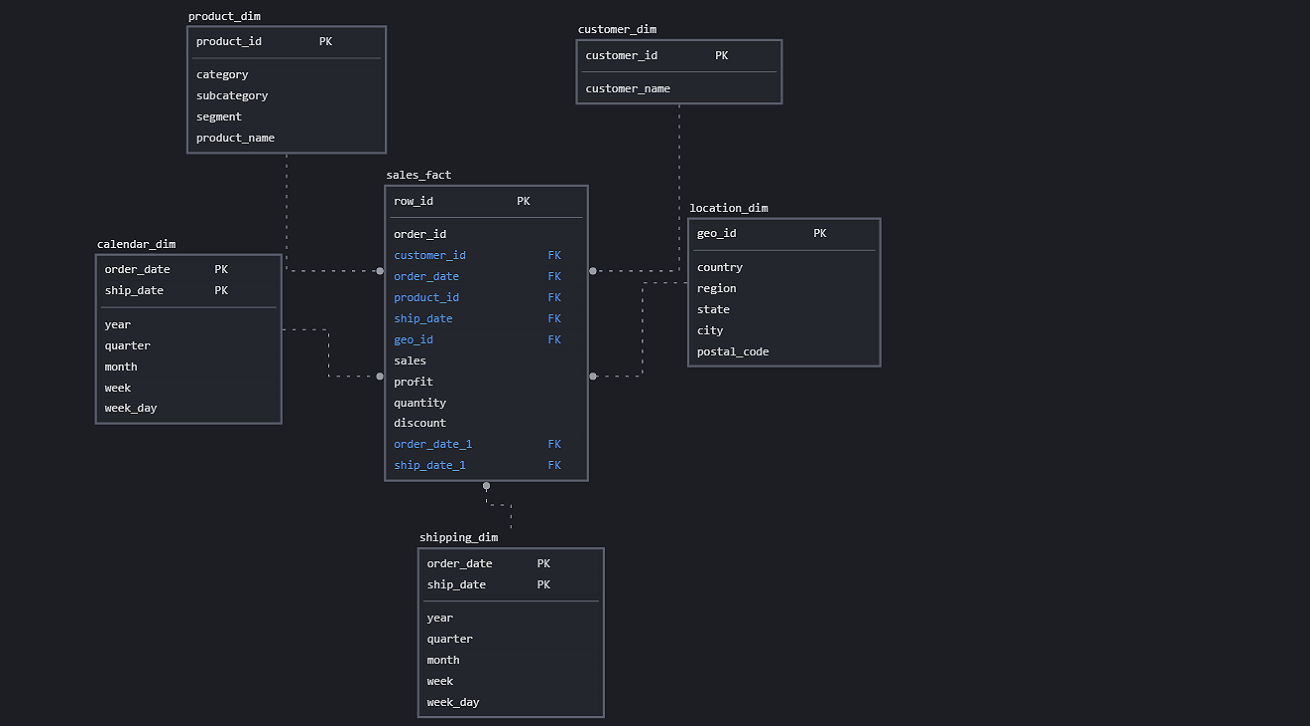 product_dim
product_id PK
category
subcategory
segment
product_name
customer_dim
customer_id PK
customer_name
sales_fact
row_id PK
order_id
customer_id FK
order_date FK
product_id FK
ship_date FK
geo_id FK
sales
profit
quantity
discount
order_date_1 FK
ship_date_1 FK
location_dim
geo_id PK
country
region
state
city
postal_code
calendar_dim
order_date PK
ship_date PK
year
quarter
month
week
week_day
shipping_dim
order_date PK
ship_date PK
year
quarter
month
week
week_day